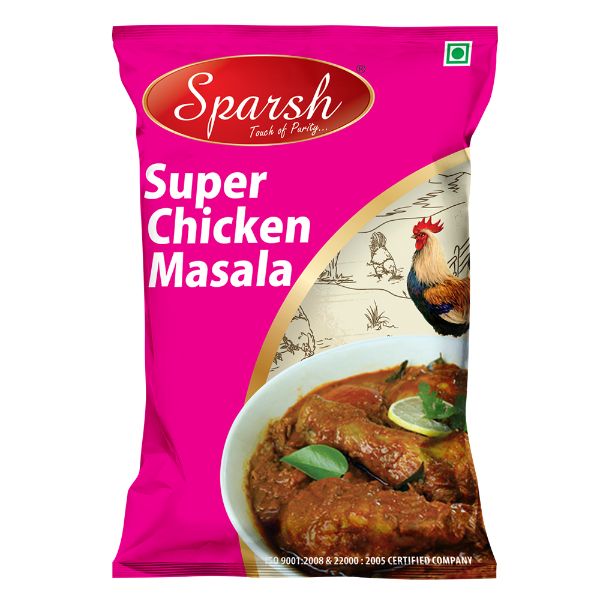 Sparsh®
Touch of Purity...
Super
Chicken
Masala
ISO 9001:2008 & 22000 : 2005 CERTIFIED COMPANY